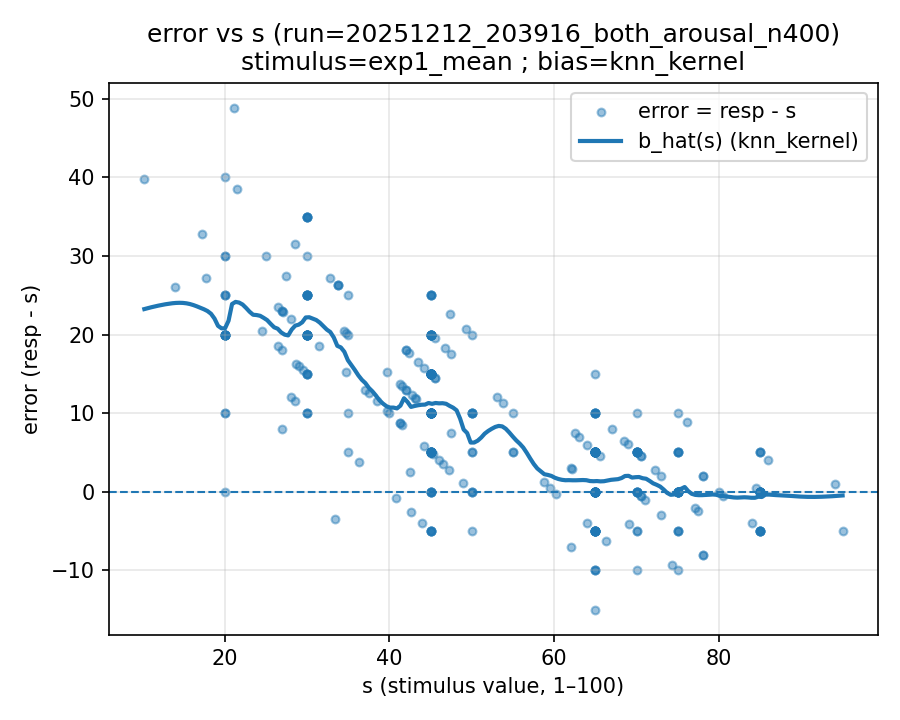 error vs s (run=20251212_203916_both_arousal_n400)
stimulus=exp1_mean ; bias=knn_kernel
error = resp - s
b_hat(s) (knn_kernel)
50
40
30
20
10
0
−10
error (resp - s)
20
40
60
80
s (stimulus value, 1–100)